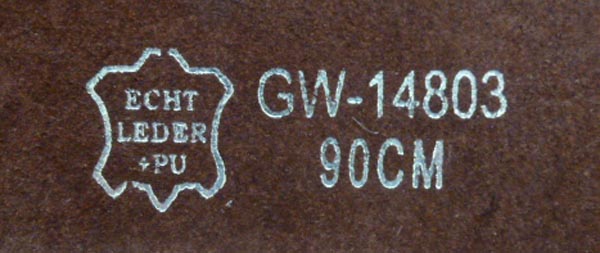 ECHT
LEDER
+PU
GW-14803
90CM